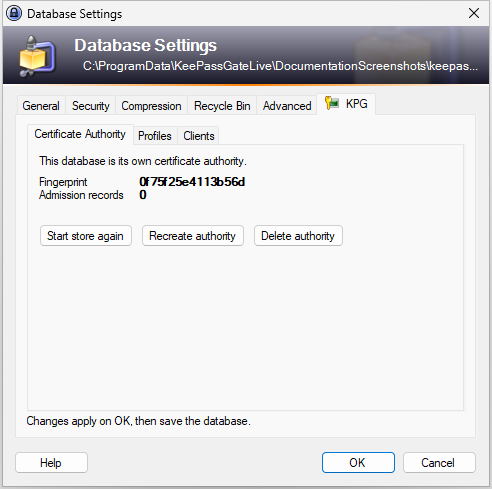 Database Settings
Database Settings
C:\ProgramData\KeePassGateLive\DocumentationScreenshots\keepas...
General Security Compression Recycle Bin Advanced KPG
Certificate Authority Profiles Clients
This database is its own certificate authority.
Fingerprint 0f75f25e4113b56d
Admission records 0
Start store again Recreate authority Delete authority
Changes apply on OK, then save the database.
Help OK Cancel